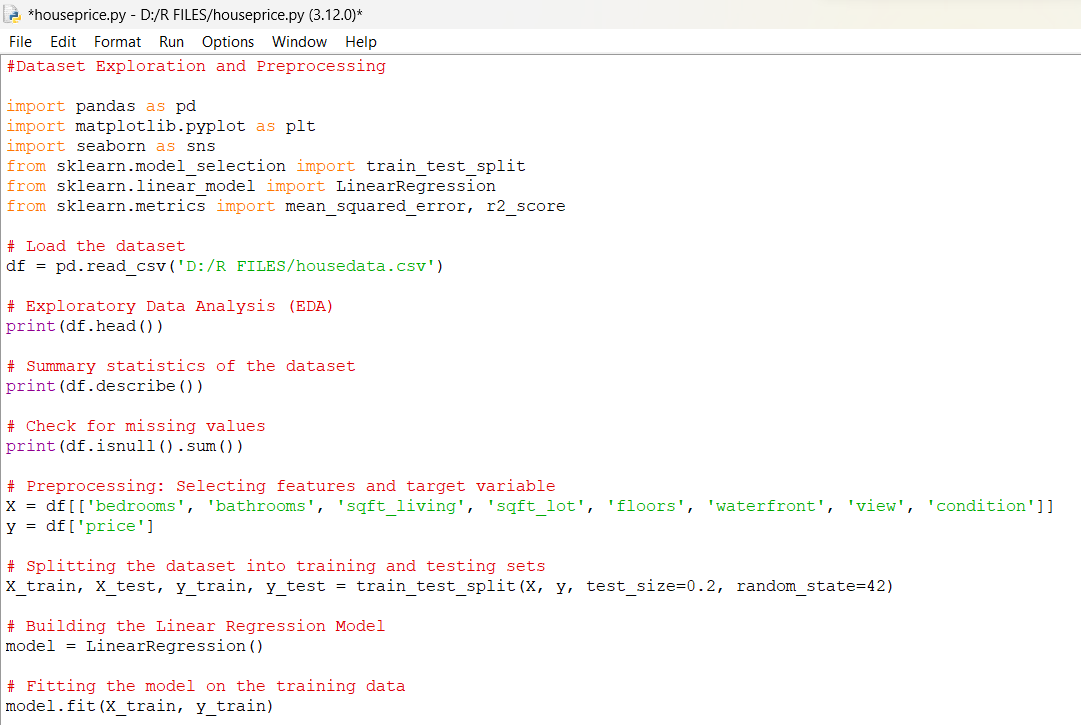 *houseprice.py - D:/R FILES/houseprice.py (3.12.0)*
File Edit Format Run Options Window Help
#Dataset Exploration and Preprocessing
import pandas as pd
import matplotlib.pyplot as plt
import seaborn as sns
from sklearn.model_selection import train_test_split
from sklearn.linear_model import LinearRegression
from sklearn.metrics import mean_squared_error, r2_score
# Load the dataset
df = pd.read_csv('D:/R FILES/housedata.csv')
# Exploratory Data Analysis (EDA)
print(df.head())
# Summary statistics of the dataset
print(df.describe())
# Check for missing values
print(df.isnull().sum())
# Preprocessing: Selecting features and target variable
X = df[['bedrooms', 'bathrooms', 'sqft_living', 'sqft_lot', 'floors', 'waterfront', 'view', 'condition']]
y = df['price']
# Splitting the dataset into training and testing sets
X_train, X_test, y_train, y_test = train_test_split(X, y, test_size=0.2, random_state=42)
# Building the Linear Regression Model
model = LinearRegression()
# Fitting the model on the training data
model.fit(X_train, y_train)